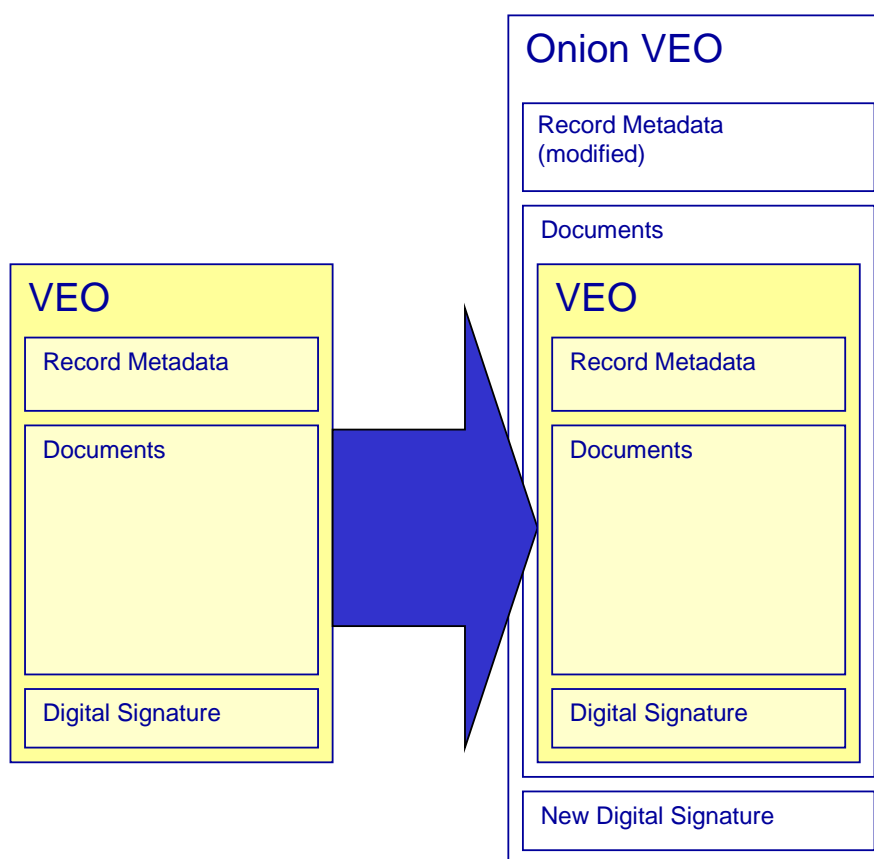 VEO
Record Metadata
Documents
Digital Signature
Onion VEO
Record Metadata
(modified)
Documents
VEO
Record Metadata
Documents
Digital Signature
New Digital Signature